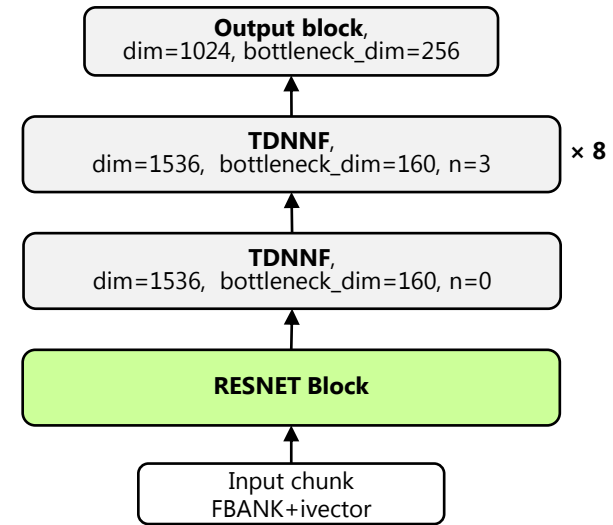 Output block,
dim=1024, bottleneck_dim=256
TDNNF,
dim=1536, bottleneck_dim=160, n=3
× 8
TDNNF,
dim=1536, bottleneck_dim=160, n=0
RESNET Block
Input chunk
FBANK+ivector